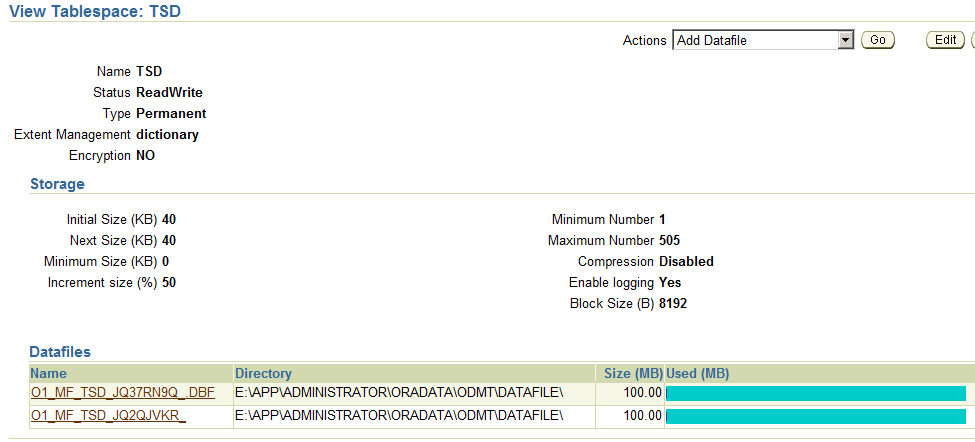 View Tablespace: TSD
Actions Add Datafile Go Edit
Name TSD
Status ReadWrite
Type Permanent
Extent Management dictionary
Encryption NO
Storage
Initial Size (KB) 40 Minimum Number 1
Next Size (KB) 40 Maximum Number 505
Minimum Size (KB) 0 Compression Disabled
Increment size (%) 50 Enable logging Yes
Block Size (B) 8192
Datafiles
Name Directory Size (MB) Used (MB)
O1_MF_TSD_JQ37RN9Q_.DBF E:\APP\ADMINISTRATOR\ORADATA\ODMT\DATAFILE\ 100.00
O1_MF_TSD_JQ2QJVKR_ E:\APP\ADMINISTRATOR\ORADATA\ODMT\DATAFILE\ 100.00